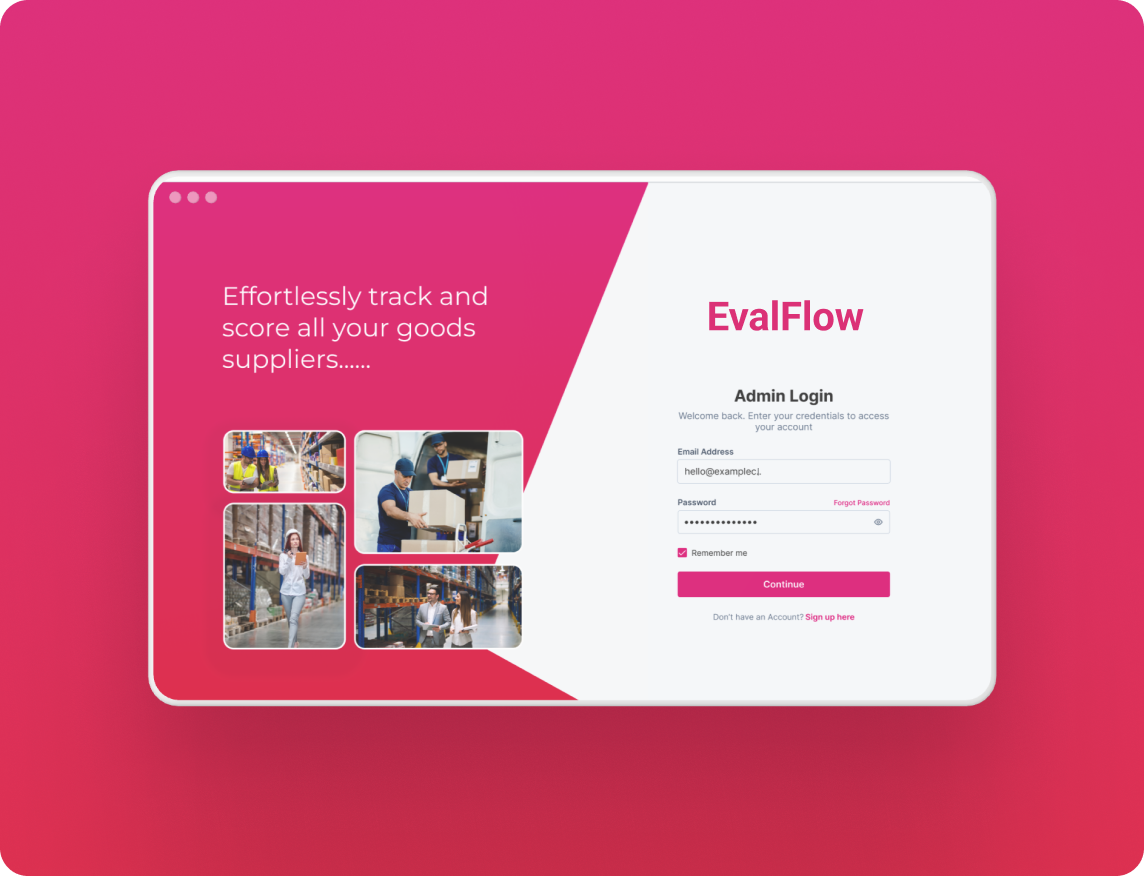 Effortlessly track and
score all your goods
suppliers......
EvalFlow
Admin Login
Welcome back. Enter your credentials to access
your account
Email Address
hello@examplec|.
Password
Forgot Password
••••••••••••••
Remember me
Continue
Don't have an Account? Sign up here